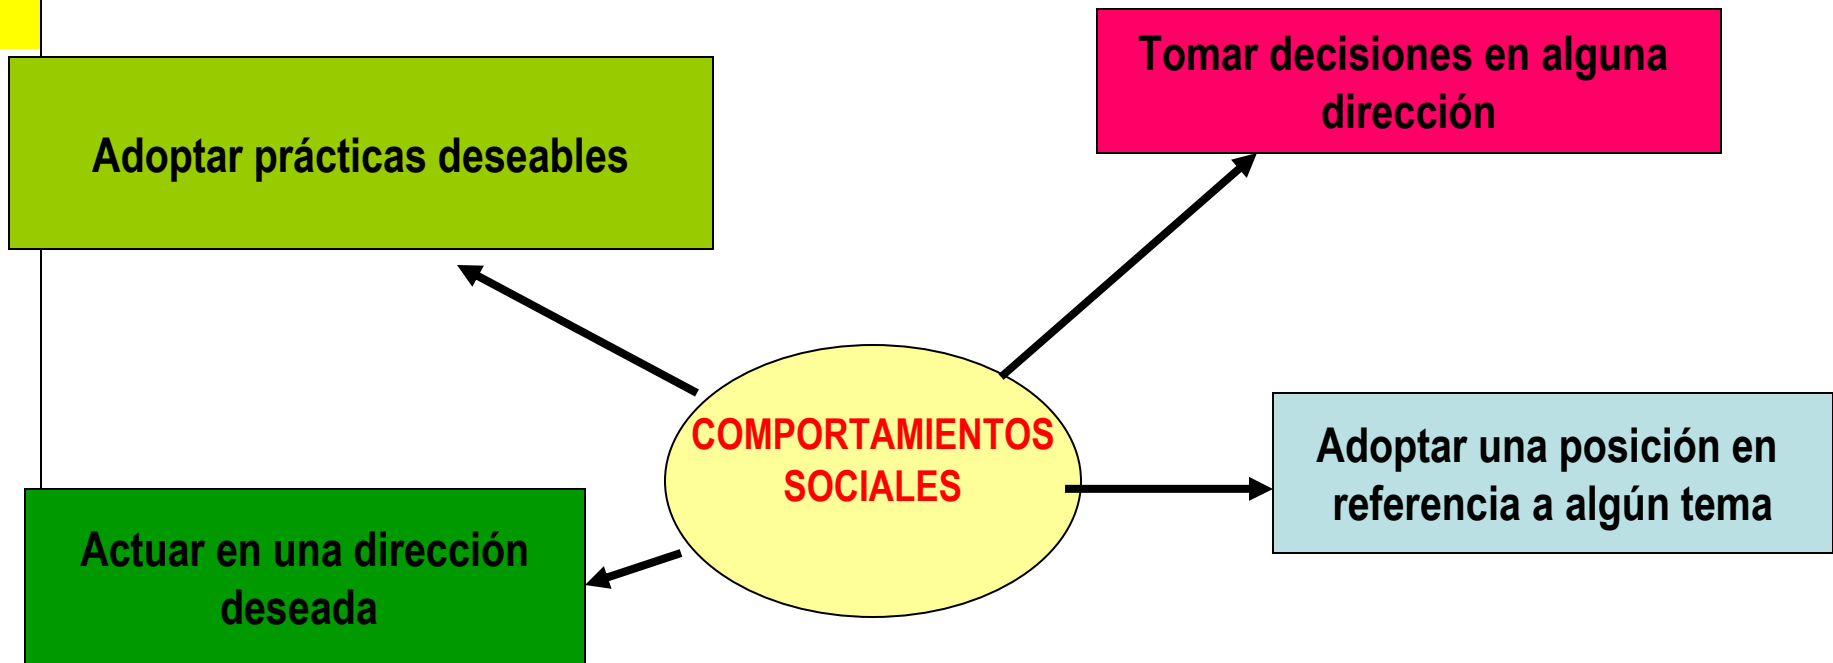 Tomar decisiones en alguna
dirección
Adoptar prácticas deseables
COMPORTAMIENTOS
SOCIALES
Adoptar una posición en
referencia a algún tema
Actuar en una dirección
deseada